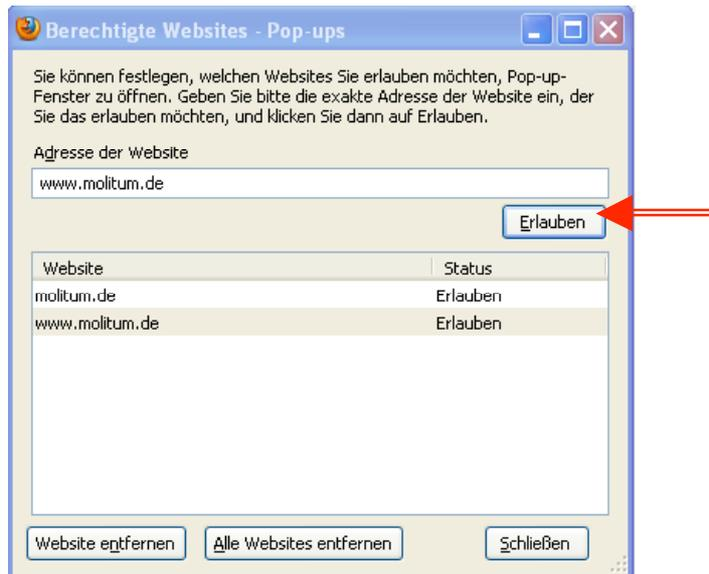 Berechtigte Websites - Pop-ups
Sie können festlegen, welchen Websites Sie erlauben möchten, Pop-up-
Fenster zu öffnen. Geben Sie bitte die exakte Adresse der Website ein, der
Sie das erlauben möchten, und klicken Sie dann auf Erlauben.
Adresse der Website
www.molitum.de
Erlauben
Website Status
molitum.de Erlauben
www.molitum.de Erlauben
Website entfernen Alle Websites entfernen Schließen